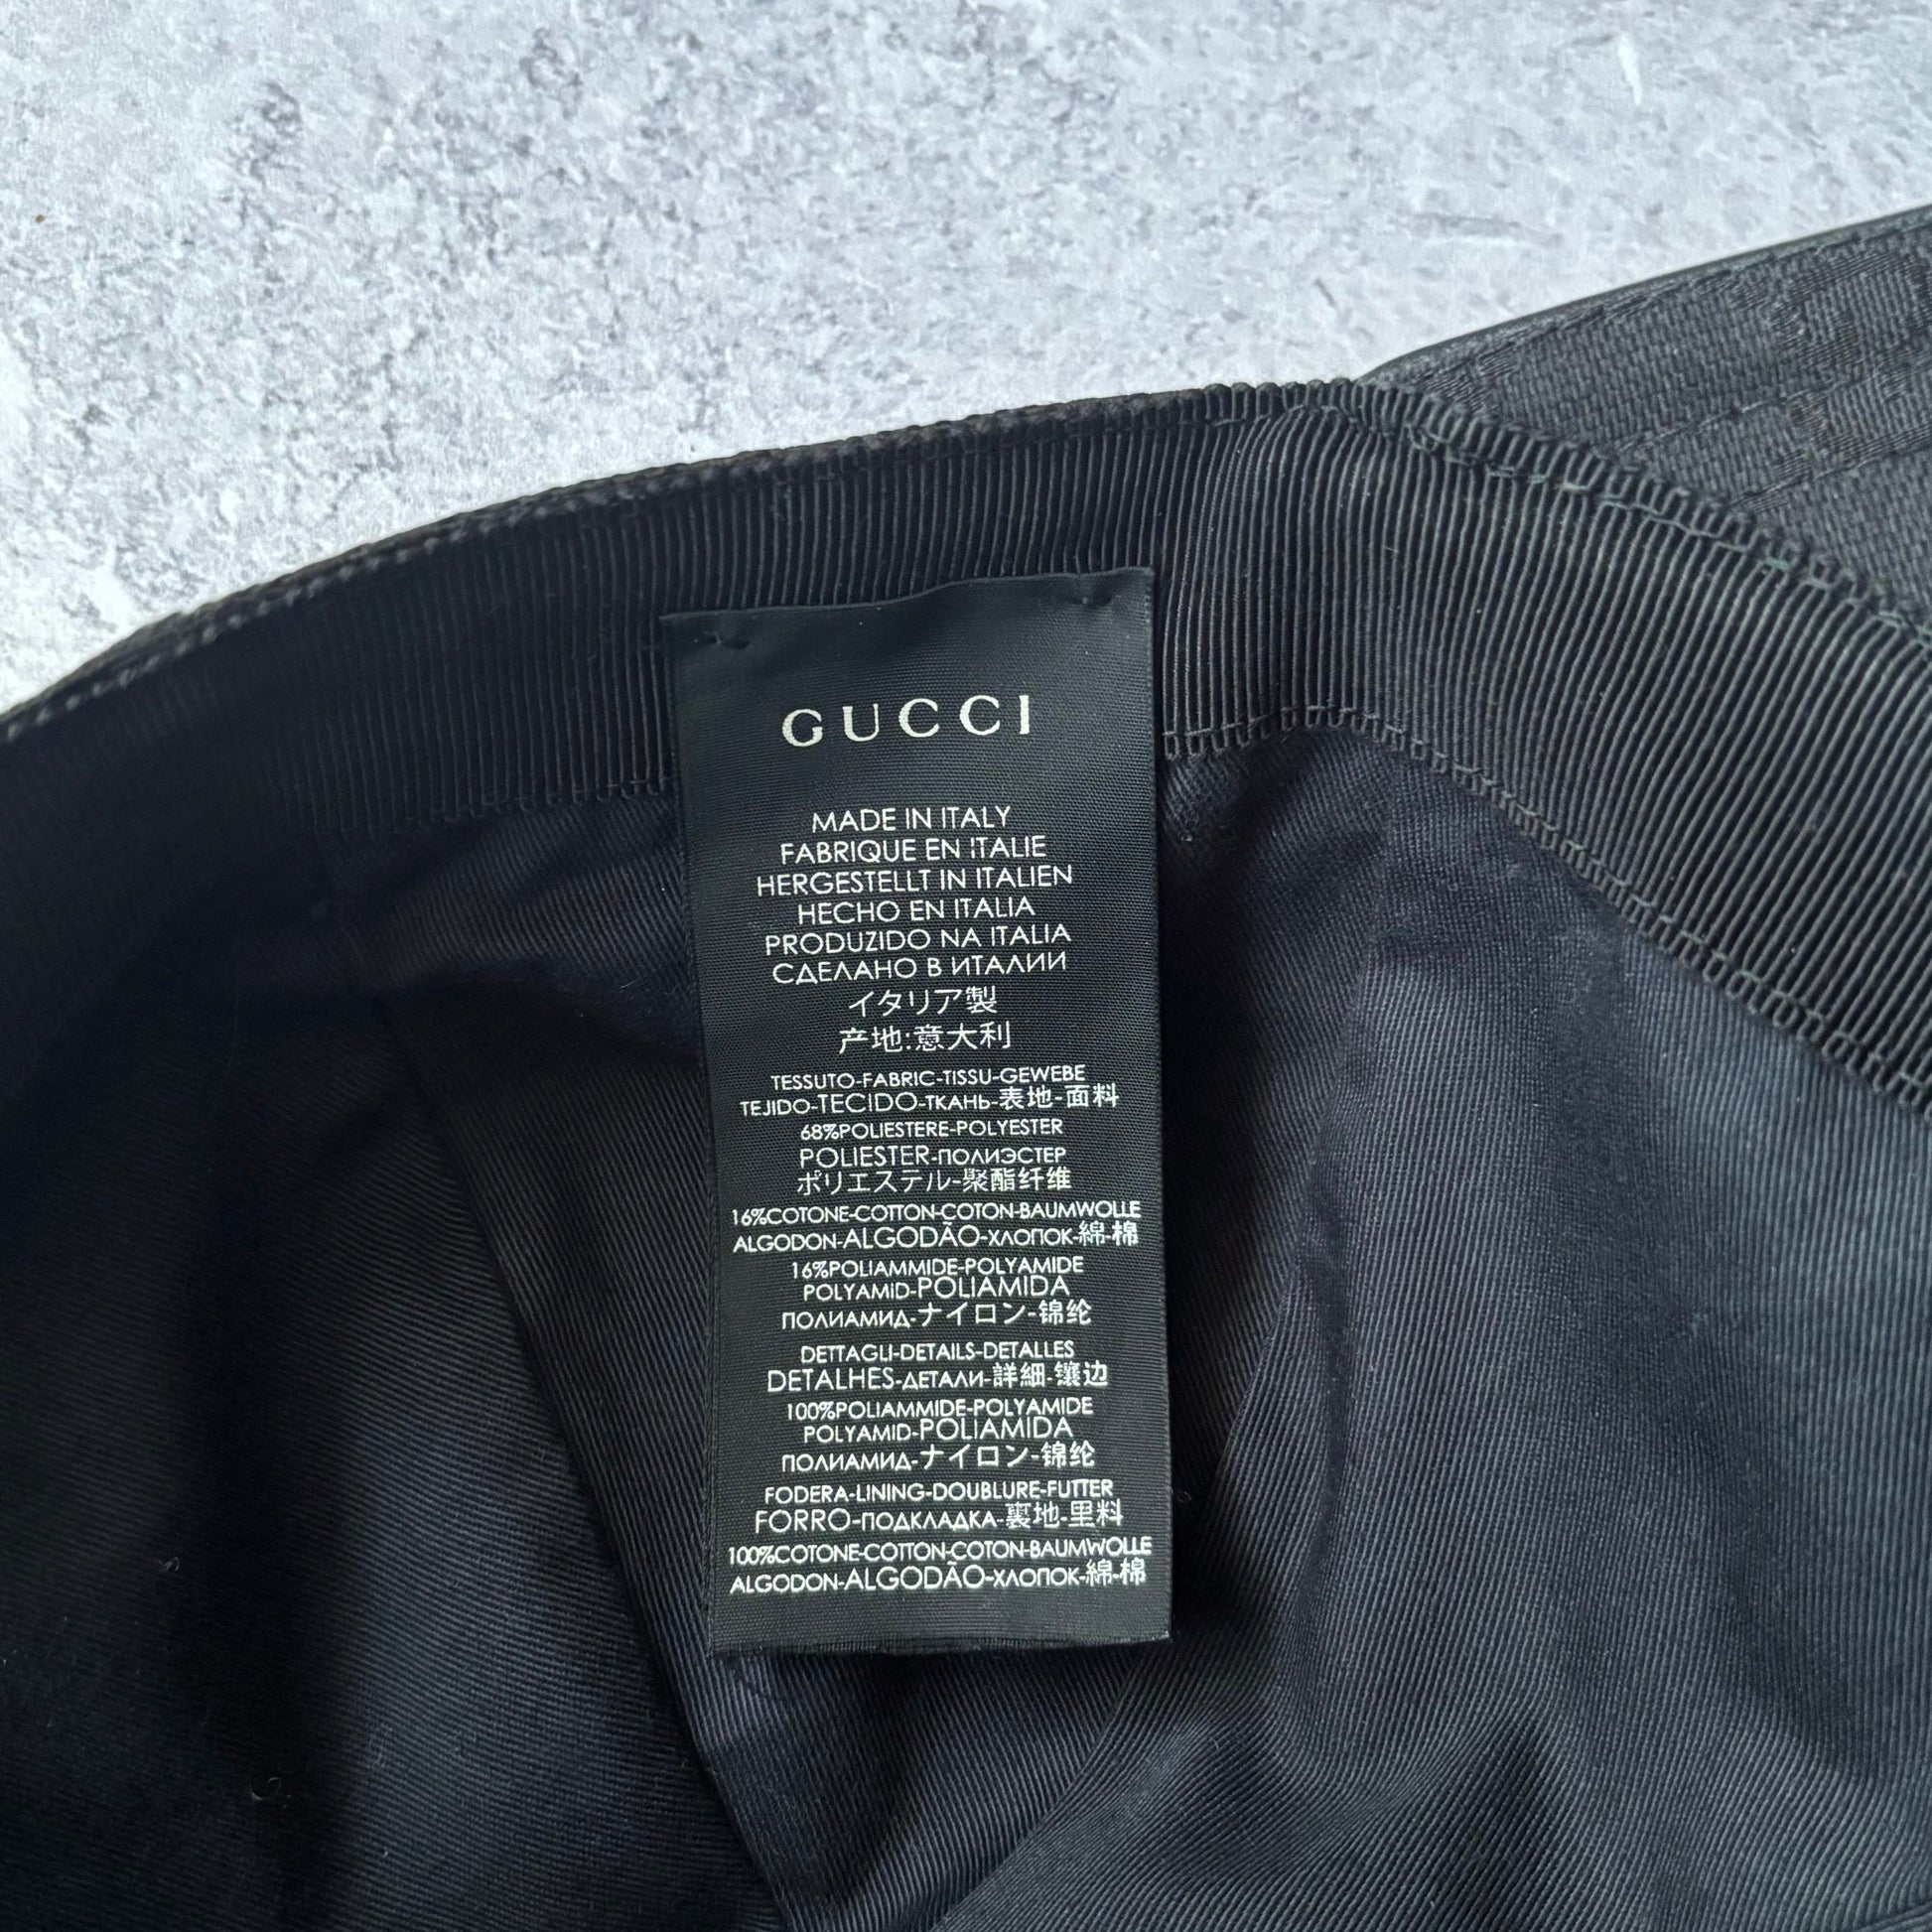 GUCCI
MADE IN ITALY
FABRIQUE EN ITALIE
HERGESTELLT IN ITALIEN
HECHO EN ITALIA
PRODUZIDO NA ITALIA
СДЕЛАНО В ИТАЛИИ
イタリア製
产地:意大利
TESSUTO-FABRIC-TISSU-GEWEBE
TEJIDO-TECIDO-ТКАНЬ-表地-面料
68%POLIESTERE-POLYESTER
POLIESTER-ПОЛИЭСТЕР
ポリエステル-聚酯纤维
16%COTONE-COTTON-COTON-BAUMWOLLE
ALGODON-ALGODÃO-ХЛОПОК-綿-棉
16%POLIAMMIDE-POLYAMIDE
POLYAMID-POLIAMIDA
ПОЛИАМИД-ナイロン-锦纶
DETTAGLI-DETAILS-DETALLES
DETALHES-ДЕТАЛИ-詳細-镶边
100%POLIAMMIDE-POLYAMIDE
POLYAMID-POLIAMIDA
ПОЛИАМИД-ナイロン-锦纶
FODERA-LINING-DOUBLURE-FUTTER
FORRO-ПОДКЛАДКА-裏地-里料
100%COTONE-COTTON-COTON-BAUMWOLLE
ALGODON-ALGODÃO-ХЛОПОК-綿-棉